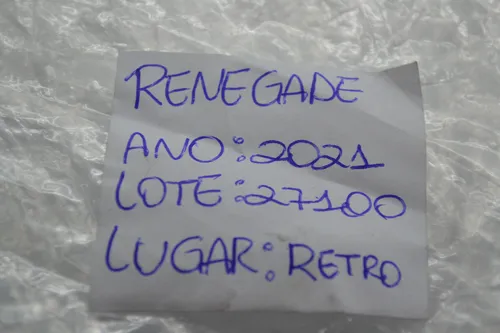 RENEGADE
ANO: 2021
LOTE: 27100
LUGAR: RETRO